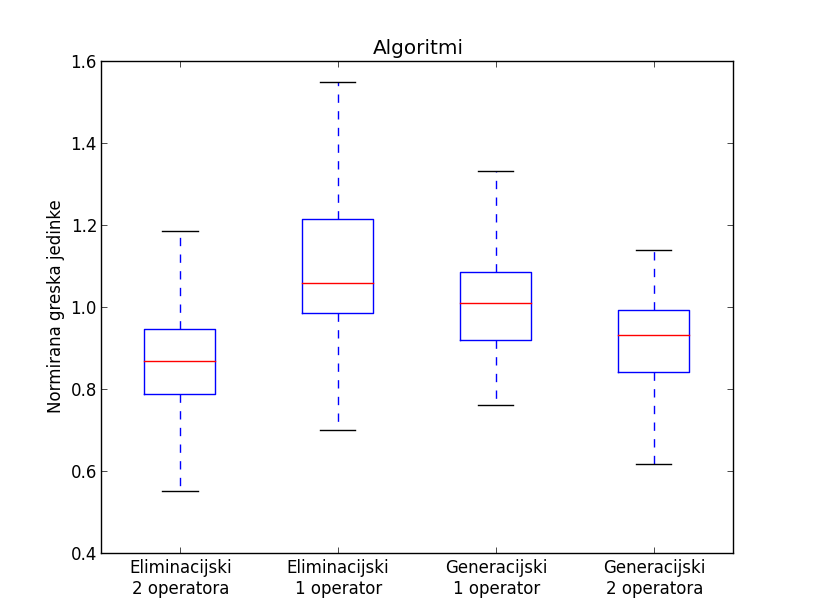 Algoritmi
Normirana greska jedinke
1.6
1.4
1.2
1.0
0.8
0.6
0.4
Eliminacijski
2 operatora
Eliminacijski
1 operator
Generacijski
1 operator
Generacijski
2 operatora